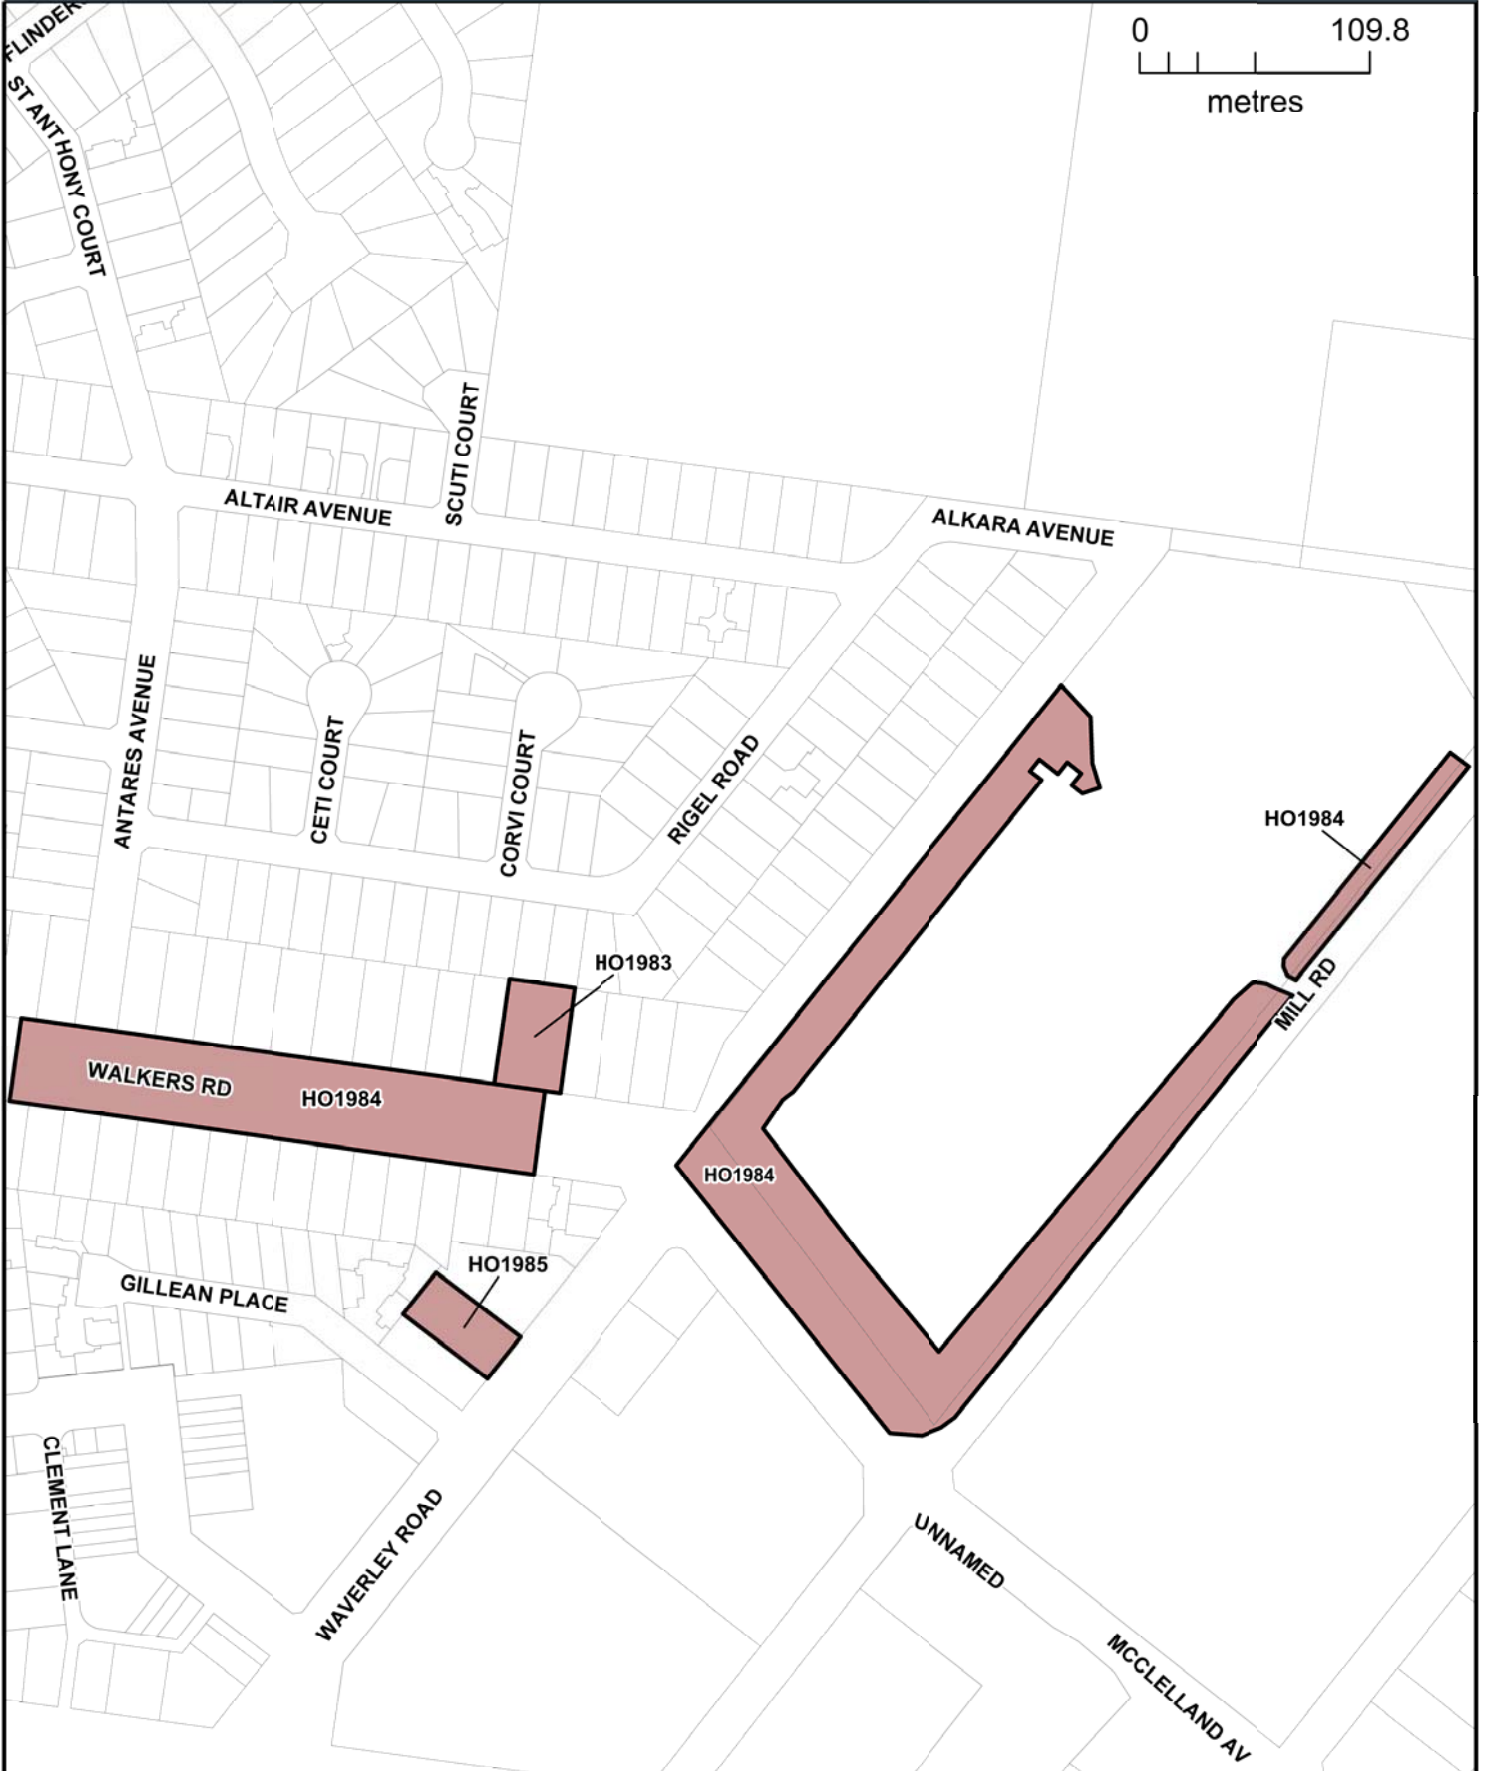 0 109.8
metres
FLINDER
ST ANTHONY COURT
SCUTI COURT
ALTAIR AVENUE
ALKARA AVENUE
ANTARES AVENUE
CETI COURT
CORVI COURT
RIGEL ROAD
HO1984
HO1983
MILL RD
WALKERS RD HO1984
HO1984
HO1985
GILLEAN PLACE
CLEMENT LANE
WAVERLEY ROAD
UNNAMED
MCCLELLAND AV